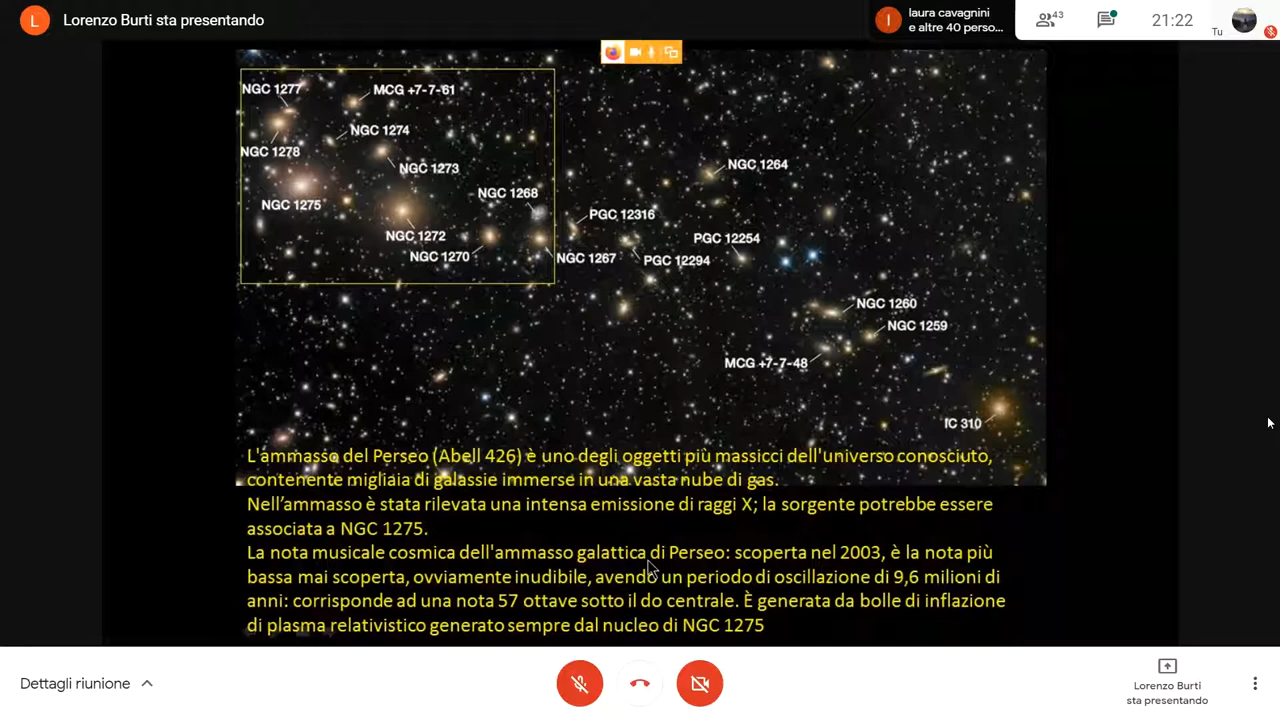 L
Lorenzo Burti sta presentando
l
laura cavagnini
e altre 40 perso...
43
21:22
Tu
NGC 1277
MCG +7-7-61
NGC 1274
NGC 1278
NGC 1273
NGC 1264
NGC 1268
NGC 1275
PGC 12316
NGC 1272
PGC 12254
NGC 1270
NGC 1267
PGC 12294
NGC 1260
NGC 1259
MCG +7-7-48
IC 310
L'ammasso del Perseo (Abell 426) è uno degli oggetti più massicci dell'universo conosciuto,
contenente migliaia di galassie immerse in una vasta nube di gas.
Nell’ammasso è stata rilevata una intensa emissione di raggi X; la sorgente potrebbe essere
associata a NGC 1275.
La nota musicale cosmica dell'ammasso galattica di Perseo: scoperta nel 2003, è la nota più
bassa mai scoperta, ovviamente inudibile, avendo un periodo di oscillazione di 9,6 milioni di
anni: corrisponde ad una nota 57 ottave sotto il do centrale. È generata da bolle di inflazione
di plasma relativistico generato sempre dal nucleo di NGC 1275
Dettagli riunione
Lorenzo Burti
sta presentando